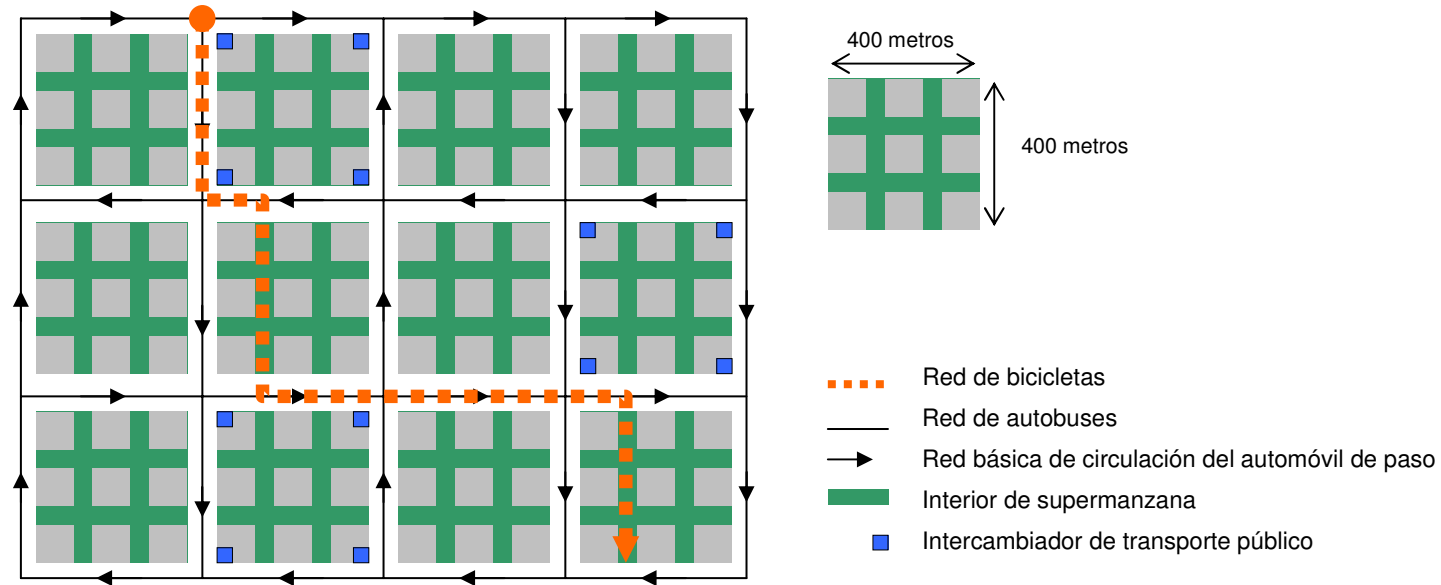 400 metros
400 metros
Red de bicicletas
Red de autobuses
Red básica de circulación del automóvil de paso
Interior de supermanzana
Intercambiador de transporte público